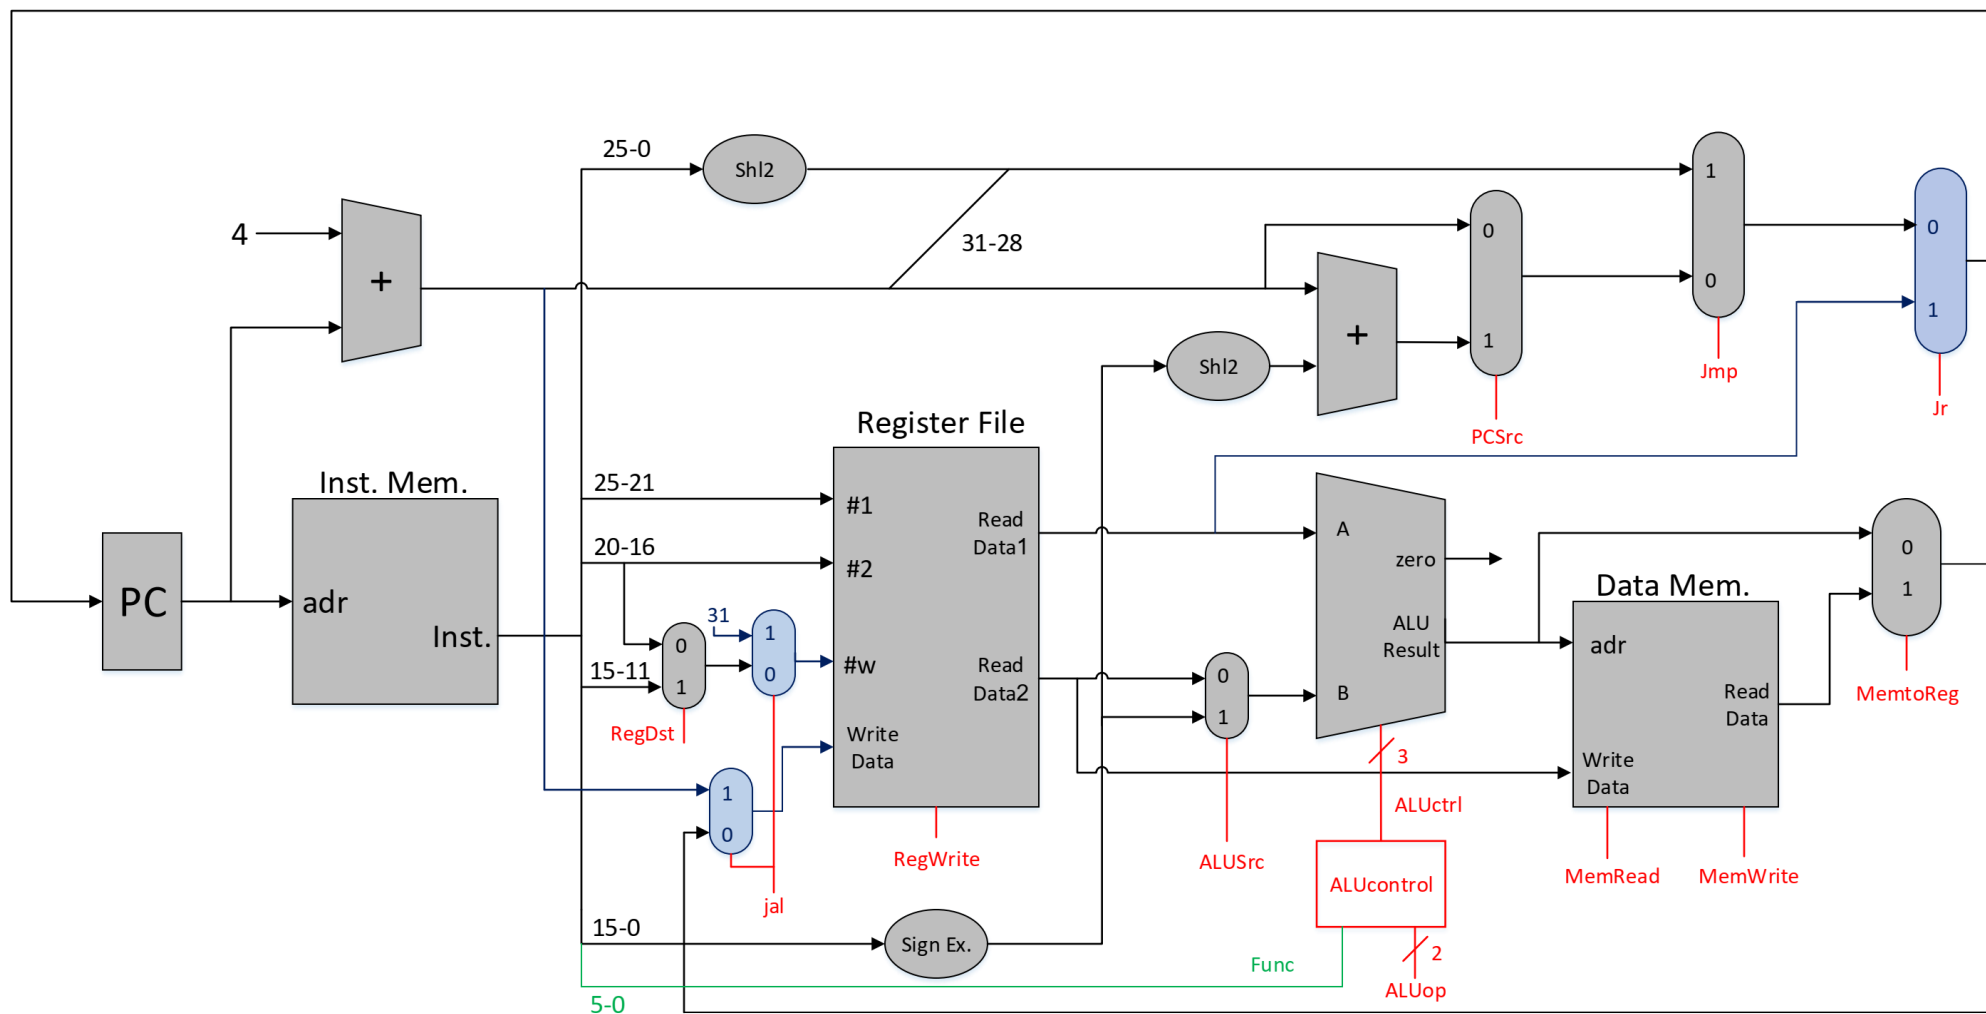 25-0
Shl2
1
0
4
+
31-28
0
1
0
1
+
Shl2
Jmp
Jr
PCSrc
Register File
Inst. Mem.
25-21
#1
Read
Data1
A
20-16
#2
zero
Data Mem.
0
1
PC
adr
Inst.
31
1
0
0
1
15-11
#w
ALU
Result
adr
Read
Data2
0
1
B
Read
Data
MemtoReg
RegDst
Write
Data
3
Write
Data
1
0
ALUctrl
RegWrite
ALUSrc
MemRead
MemWrite
ALUcontrol
jal
15-0
Sign Ex.
Func
2
ALUop
5-0